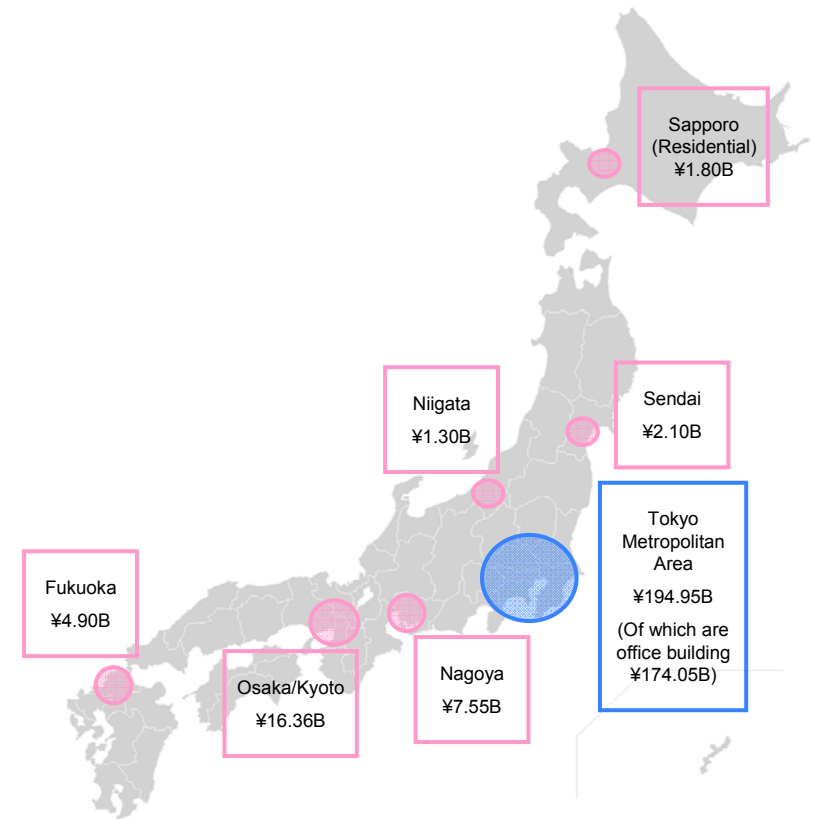 Sapporo
(Residential)
¥1.80B
Niigata
¥1.30B
Sendai
¥2.10B
Tokyo
Metropolitan
Area
¥194.95B
(Of which are
office building
¥174.05B)
Fukuoka
¥4.90B
Osaka/Kyoto
¥16.36B
Nagoya
¥7.55B